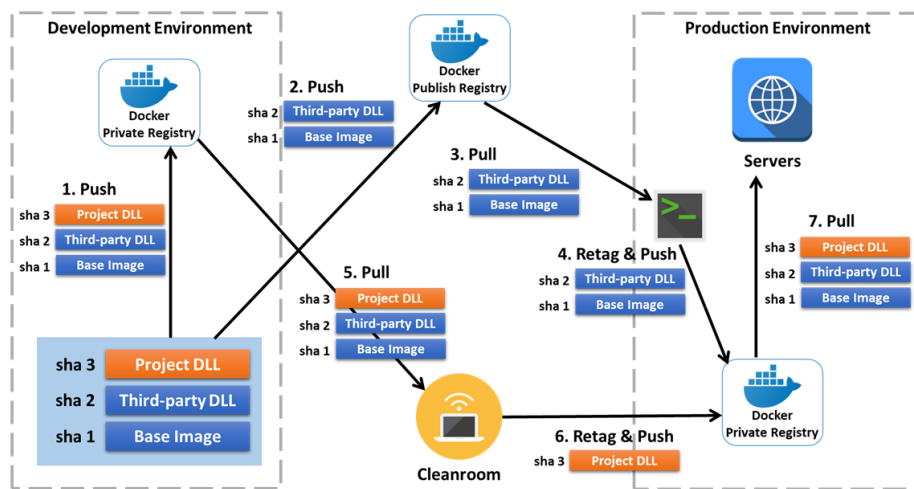 Development Environment
Docker
Private Registry
1. Push
sha 3 Project DLL
sha 2 Third-party DLL
sha 1 Base Image
sha 3 Project DLL
sha 2 Third-party DLL
sha 1 Base Image
2. Push
sha 2 Third-party DLL
sha 1 Base Image
Docker
Publish Registry
3. Pull
sha 2 Third-party DLL
sha 1 Base Image
>_
4. Retag & Push
sha 2 Third-party DLL
sha 1 Base Image
5. Pull
sha 3 Project DLL
sha 2 Third-party DLL
sha 1 Base Image
Cleanroom
6. Retag & Push
sha 3 Project DLL
Production Environment
Servers
7. Pull
sha 3 Project DLL
sha 2 Third-party DLL
sha 1 Base Image
Docker
Private Registry